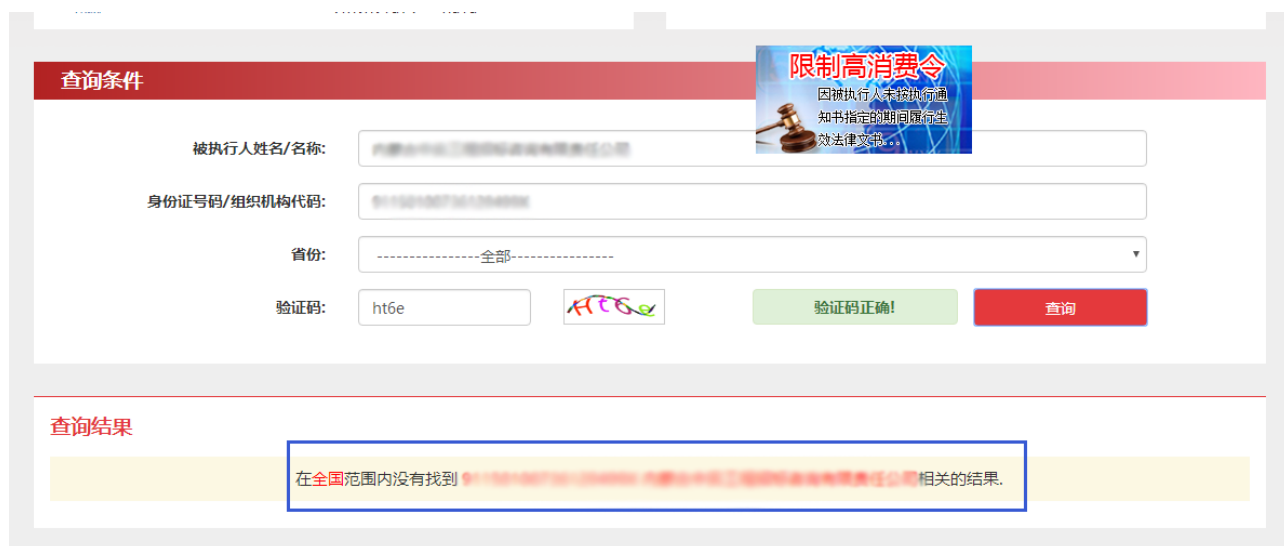 查询条件
限制高消费令
因被执行人未按执行通
知书指定的期间履行生
效法律文书...
被执行人姓名/名称:
身份证号码/组织机构代码:
省份: ----------------全部----------------
验证码: ht6e Ht6e 验证码正确! 查询
查询结果
在全国范围内没有找到 相关的结果.